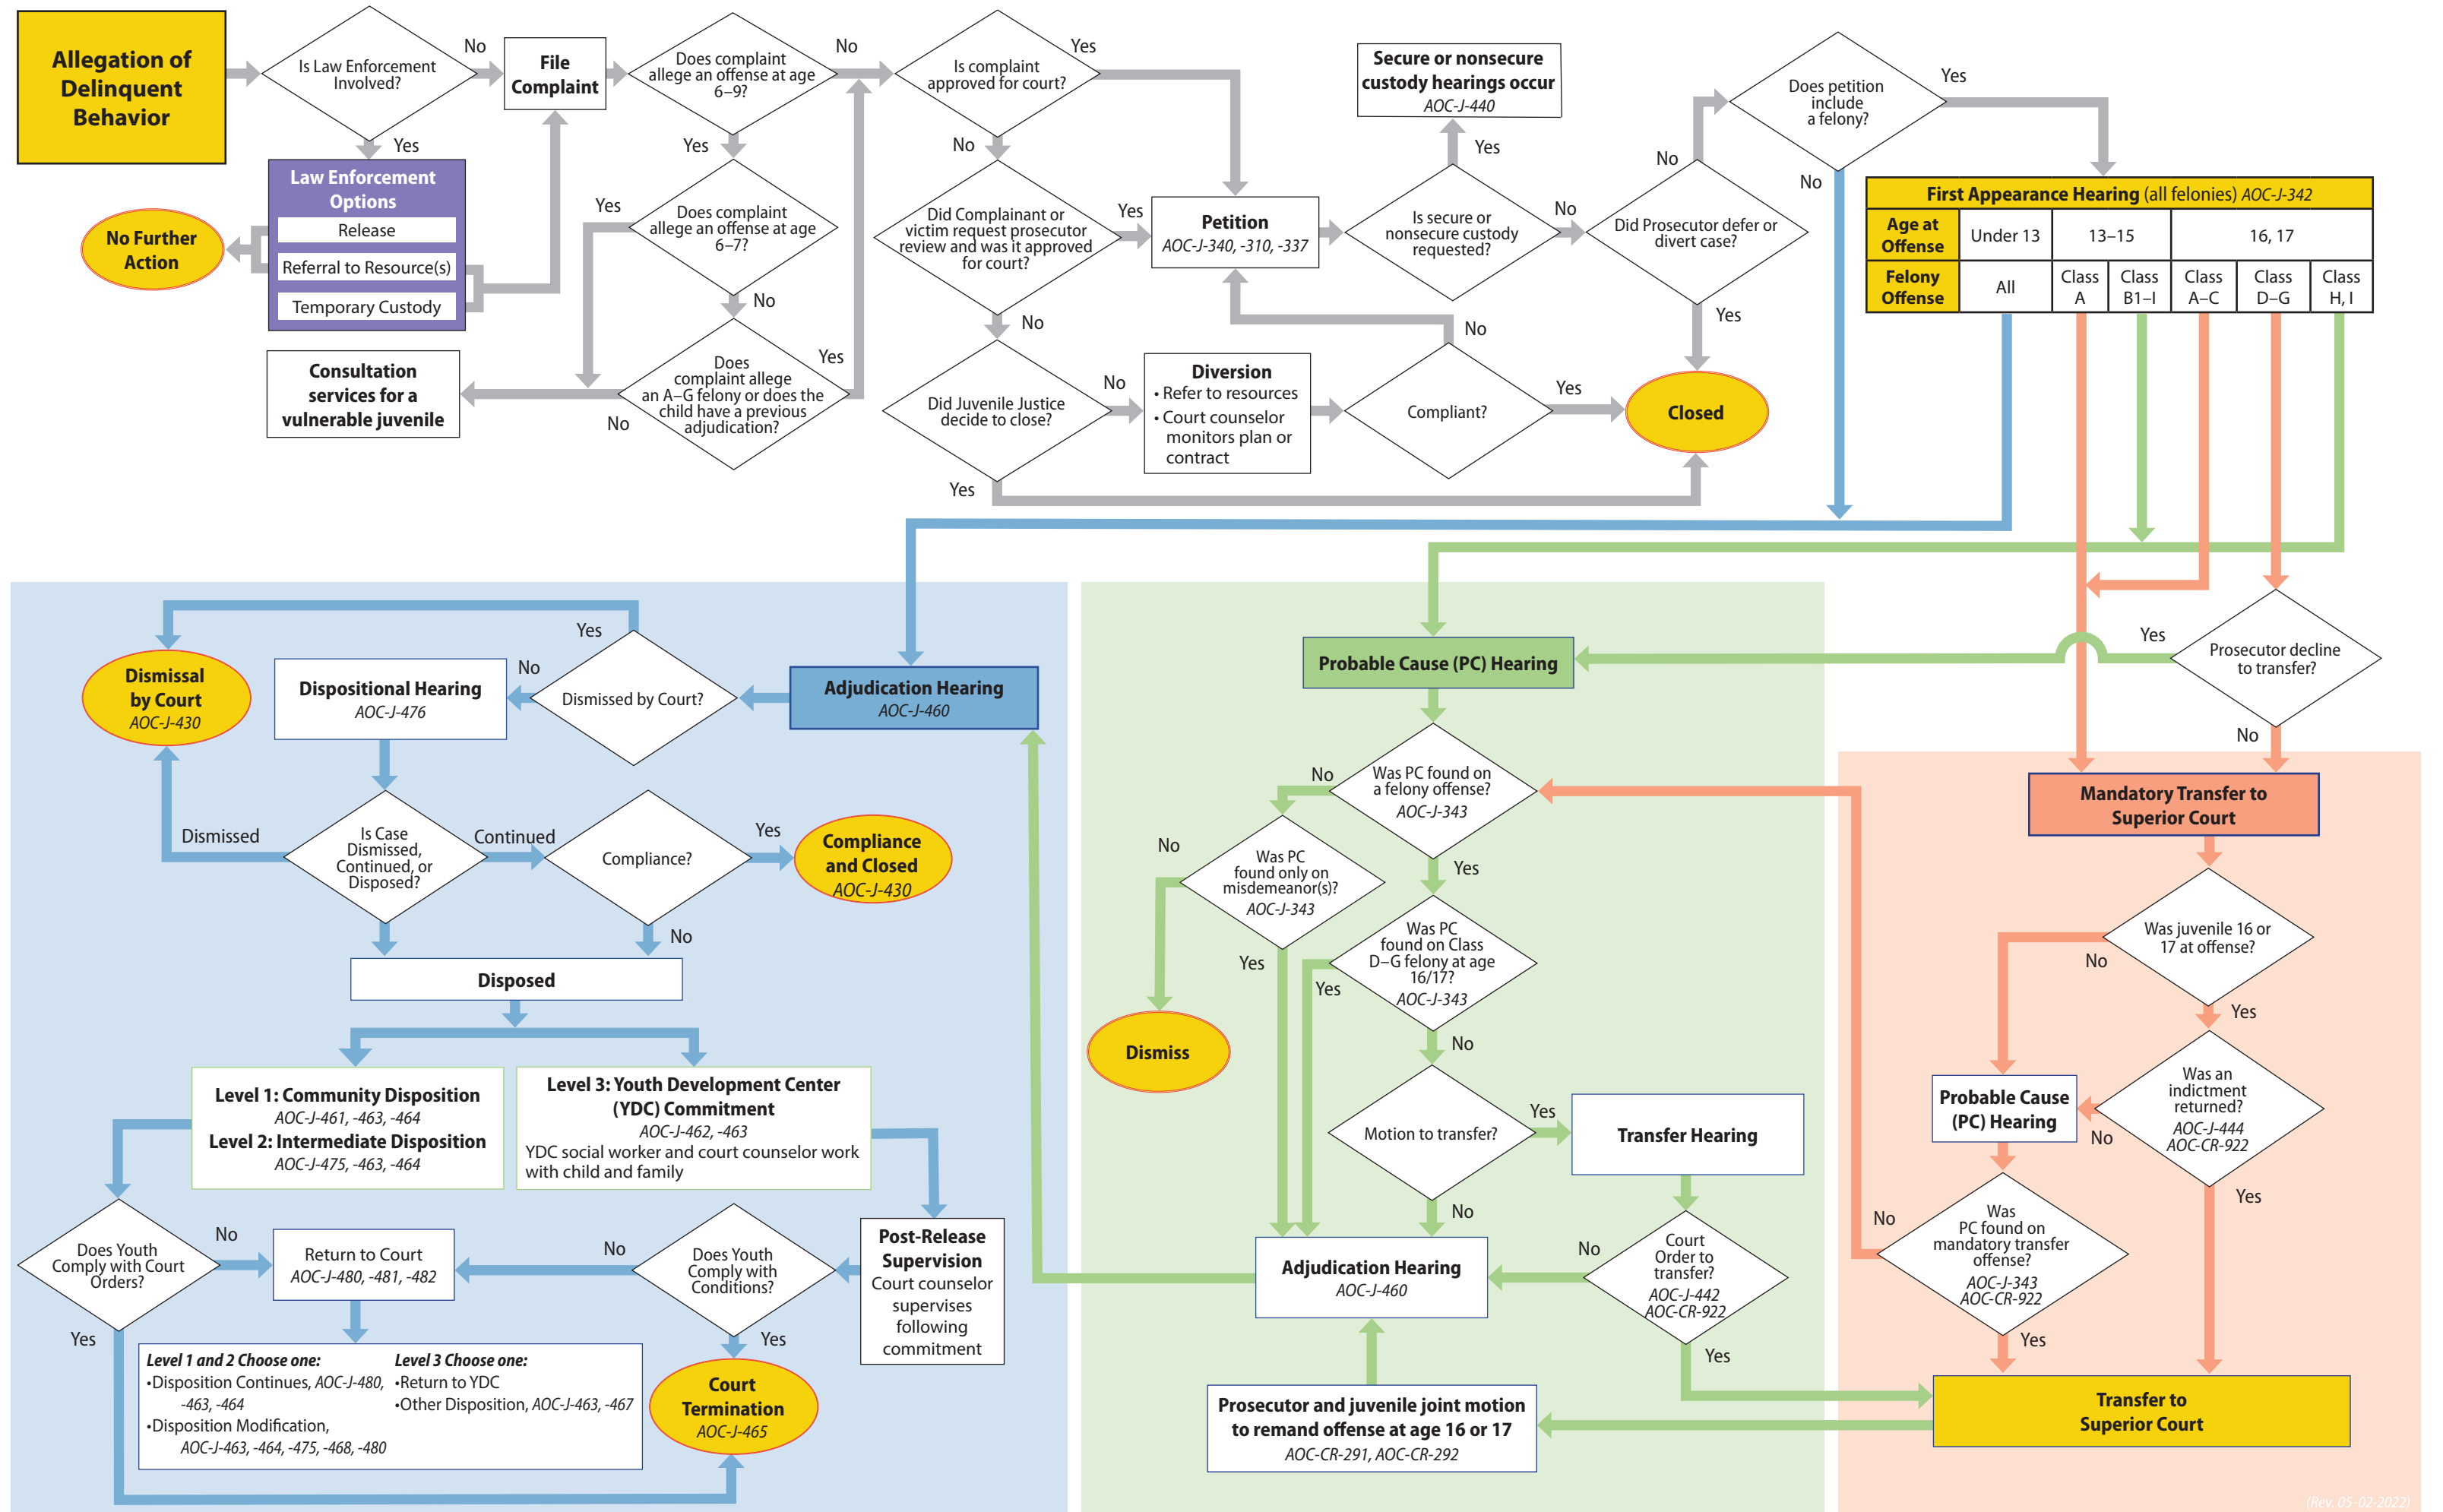 Allegation of
Delinquent
Behavior
Is Law Enforcement
Involved?
No
Yes
File
Complaint
Does complaint
allege an offense at age
6–9?
No
Yes
Is complaint
approved for court?
Yes
No
Law Enforcement
Options
Release
Referral to Resource(s)
Temporary Custody
No Further
Action
Does complaint
allege an offense at age
6–7?
Yes
No
Consultation
services for a
vulnerable juvenile
Does
complaint allege
an A–G felony or does the
child have a previous
adjudication?
Yes
No
Did Complainant or
victim request prosecutor
review and was it approved
for court?
Yes
No
Petition
AOC-J-340, -310, -337
Secure or nonsecure
custody hearings occur
AOC-J-440
Yes
Is secure or
nonsecure custody
requested?
No
Did Prosecutor defer or
divert case?
No
Yes
Did Juvenile Justice
decide to close?
No
Yes
Diversion
• Refer to resources
• Court counselor
monitors plan or
contract
Compliant?
No
Yes
Closed
Does petition
include
a felony?
Yes
No
First Appearance Hearing (all felonies) AOC-J-342
Age at
Offense
Under 13
13–15
16, 17
Felony
Offense
All
Class
A
Class
B1–I
Class
A–C
Class
D–G
Class
H, I
Prosecutor decline
to transfer?
Yes
No
Adjudication Hearing
AOC-J-460
Dismissed by Court?
Yes
No
Dismissal
by Court
AOC-J-430
Dispositional Hearing
AOC-J-476
Is Case
Dismissed,
Continued, or
Disposed?
Dismissed
Continued
Compliance?
Yes
No
Compliance
and Closed
AOC-J-430
Disposed
Level 1: Community Disposition
AOC-J-461, -463, -464
Level 2: Intermediate Disposition
AOC-J-475, -463, -464
Level 3: Youth Development Center
(YDC) Commitment
AOC-J-462, -463
YDC social worker and court counselor work
with child and family
Does Youth
Comply with Court
Orders?
No
Yes
Return to Court
AOC-J-480, -481, -482
No
Does Youth
Comply with
Conditions?
Yes
Post-Release
Supervision
Court counselor
supervises
following
commitment
Level 1 and 2 Choose one:
•Disposition Continues, AOC-J-480,
-463, -464
•Disposition Modification,
AOC-J-463, -464, -475, -468, -480
Level 3 Choose one:
•Return to YDC
•Other Disposition, AOC-J-463, -467
Court
Termination
AOC-J-465
Probable Cause (PC) Hearing
Was PC found on
a felony offense?
AOC-J-343
No
Yes
Was PC
found only on
misdemeanor(s)?
AOC-J-343
No
Yes
Dismiss
Was PC
found on Class
D–G felony at age
16/17?
AOC-J-343
Yes
No
Motion to transfer?
Yes
No
Transfer Hearing
Court
Order to
transfer?
AOC-J-442
AOC-CR-922
No
Yes
Adjudication Hearing
AOC-J-460
Prosecutor and juvenile joint motion
to remand offense at age 16 or 17
AOC-CR-291, AOC-CR-292
Mandatory Transfer to
Superior Court
Was juvenile 16 or
17 at offense?
No
Yes
Was an
indictment
returned?
AOC-J-444
AOC-CR-922
No
Yes
Probable Cause
(PC) Hearing
Was
PC found on
mandatory transfer
offense?
AOC-J-343
AOC-CR-922
No
Yes
Transfer to
Superior Court
(Rev. 05-02-2022)